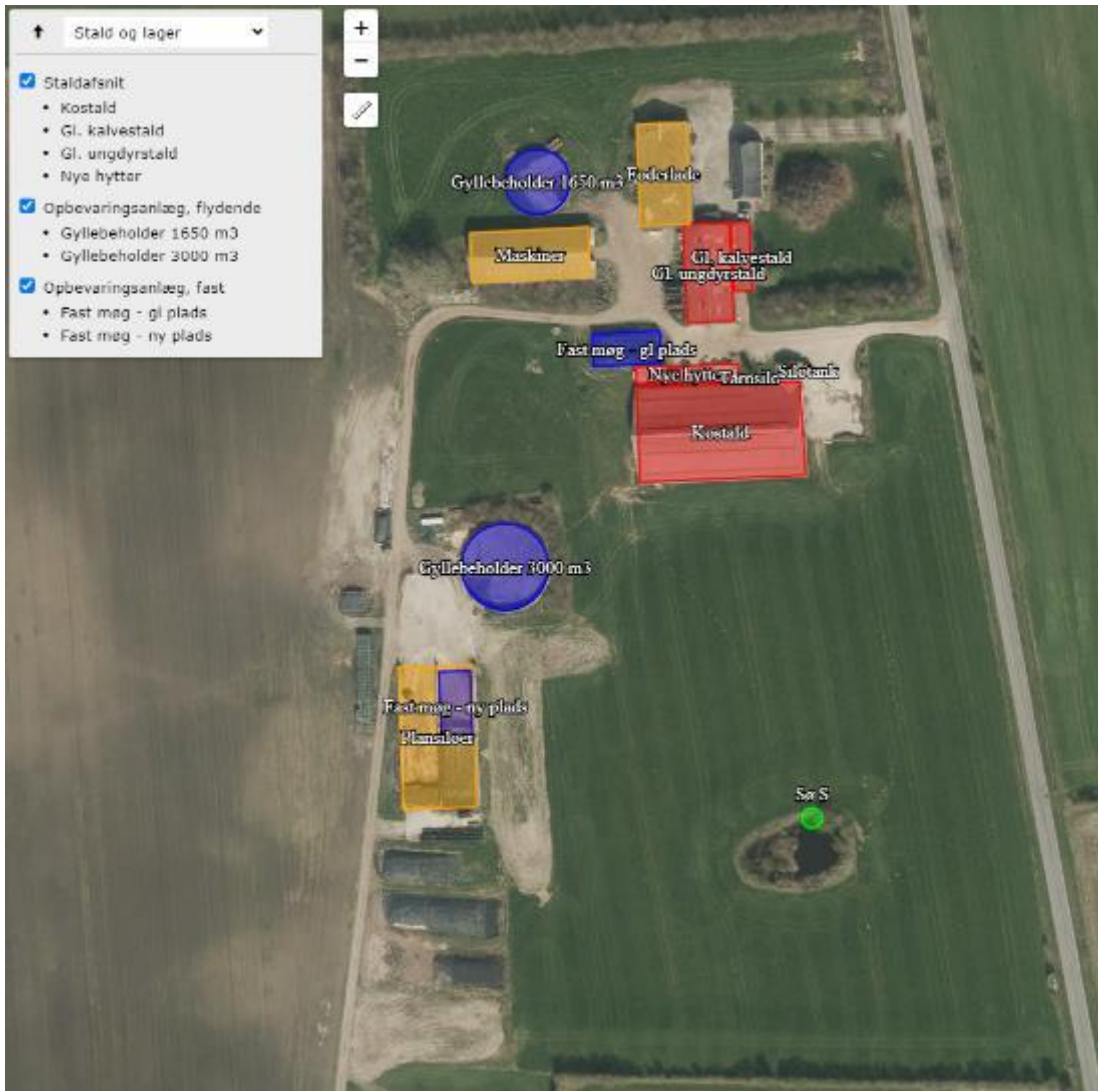 Stald og lager
Staldafsnit
• Kostald
• Gl. kalvestald
• Gl. ungdyrstald
• Nye hytter
Opbevaringsanlæg, flydende
• Gyllebeholder 1650 m3
• Gyllebeholder 3000 m3
Opbevaringsanlæg, fast
• Fast møg - gl plads
• Fast møg - ny plads
+
−
Gyllebeholder 1650 m3
Foderlade
Maskiner
Gl. kalvestald
Gl. ungdyrstald
Fast møg - gl plads
Nye hytter
Tårnsilo
Silotank
Kostald
Gyllebeholder 3000 m3
Fast møg - ny plads
Plansiloer
Sø S